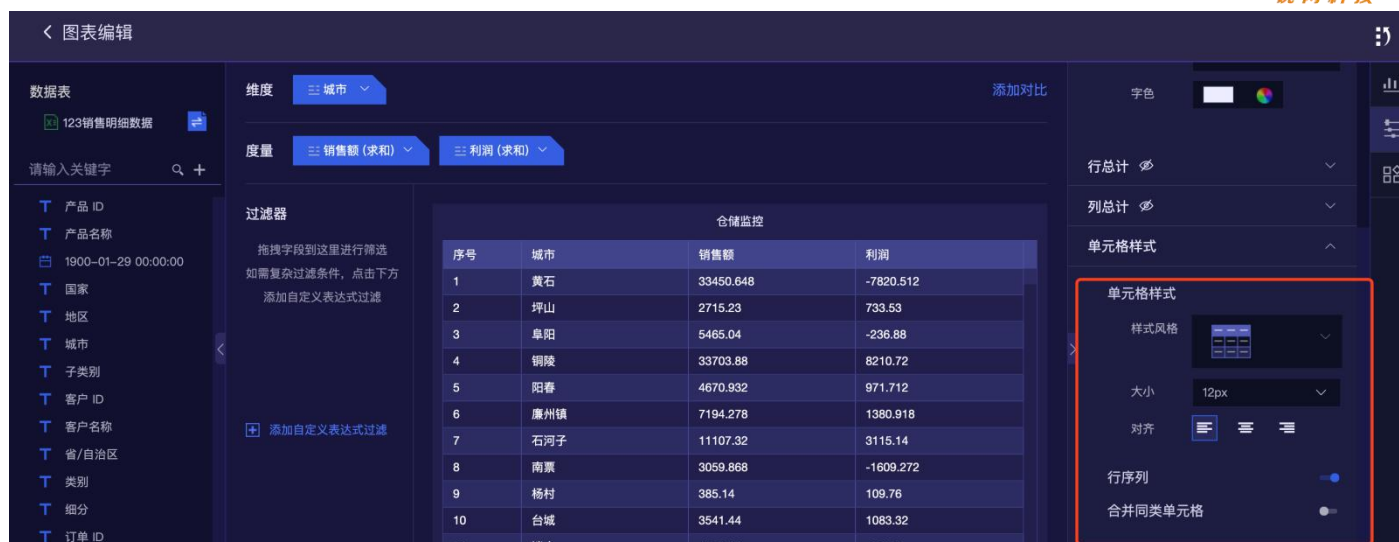 图表编辑
数据表
123销售明细数据
请输入关键字
产品 ID
产品名称
1900-01-29 00:00:00
国家
地区
城市
子类别
客户 ID
客户名称
省/自治区
类别
细分
订单 ID
维度
城市
添加对比
度量
销售额 (求和)
利润 (求和)
过滤器
拖拽字段到这里进行筛选
如需复杂过滤条件，点击下方
添加自定义表达式过滤
添加自定义表达式过滤
仓储监控
序号 城市 销售额 利润
1 黄石 33450.648 -7820.512
2 坪山 2715.23 733.53
3 阜阳 5465.04 -236.88
4 铜陵 33703.88 8210.72
5 阳春 4670.932 971.712
6 廉州镇 7194.278 1380.918
7 石河子 11107.32 3115.14
8 南票 3059.868 -1609.272
9 杨村 385.14 109.76
10 台城 3541.44 1083.32
字色
行总计
列总计
单元格样式
单元格样式
样式风格
大小 12px
对齐
行序列
合并同类单元格